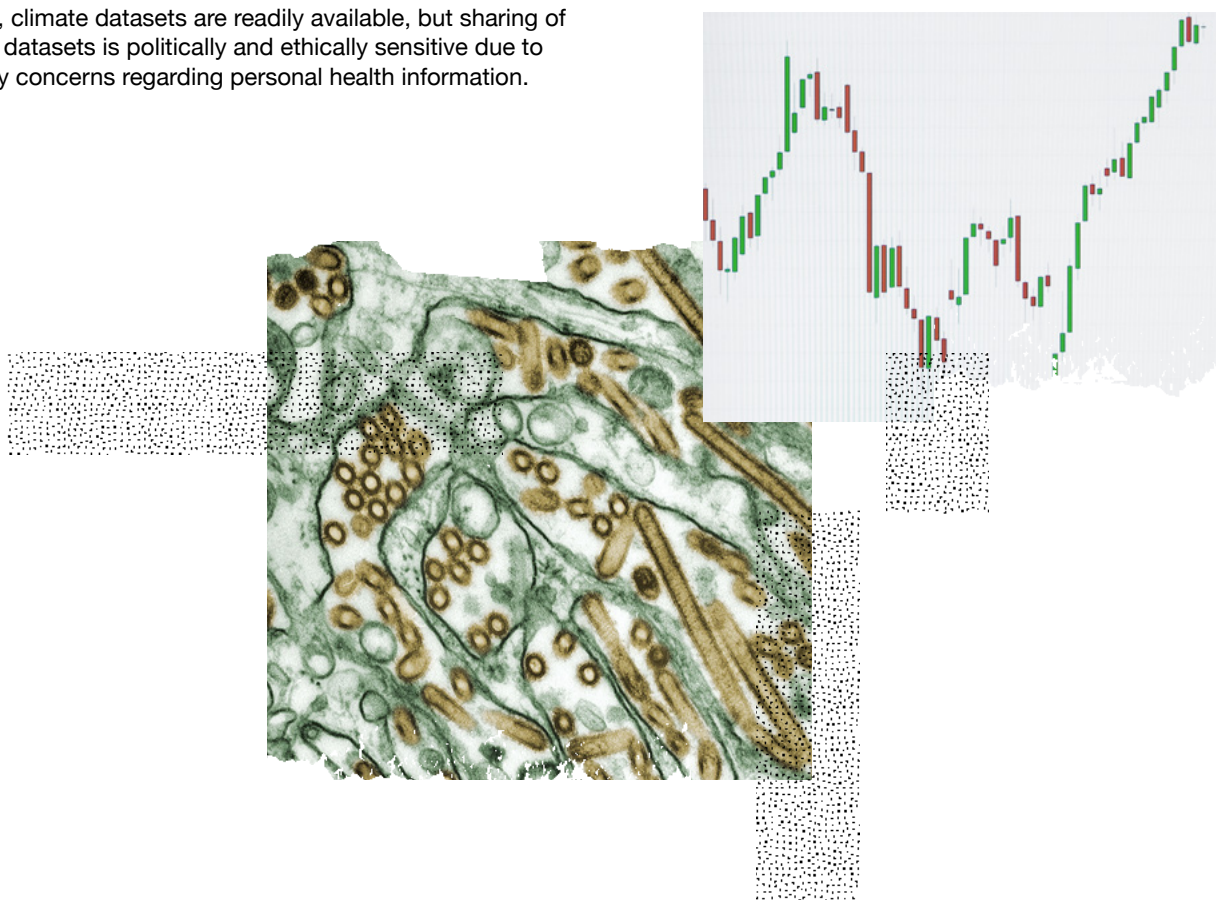 , climate datasets are readily available, but sharing of
datasets is politically and ethically sensitive due to
concerns regarding personal health information.